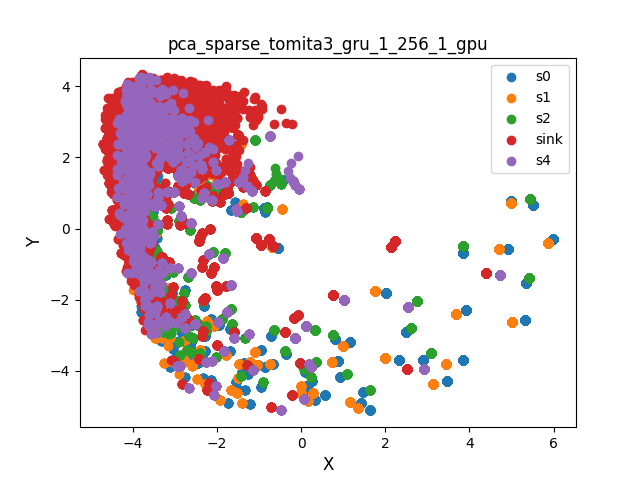 pca_sparse_tomita3_gru_1_256_1_gpu
s0
s1
s2
sink
s4
Y
4
2
0
−2
−4
−4
−2
0
2
4
6
X